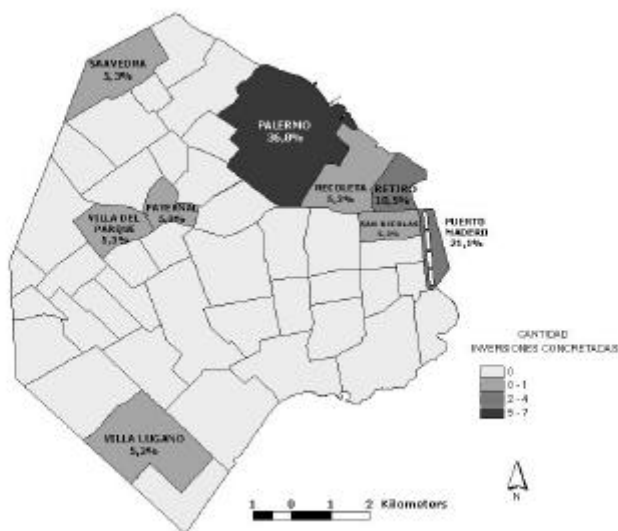 SAAVEDRA
5,3%
PALERMO
36,8%
RECOLETA
5,3%
RETIRO
10,5%
PATERNAL
5,3%
VILLA DEL
PARQUE
5,3%
SAN NICOLAS
5,3%
PUERTO
MADERO
21,1%
CANTIDAD
INVERSIONES CONCRETADAS
0
0 - 1
2 - 4
5 - 7
VILLA LUGANO
5,3%
1 0 1 2 Kilometers
N